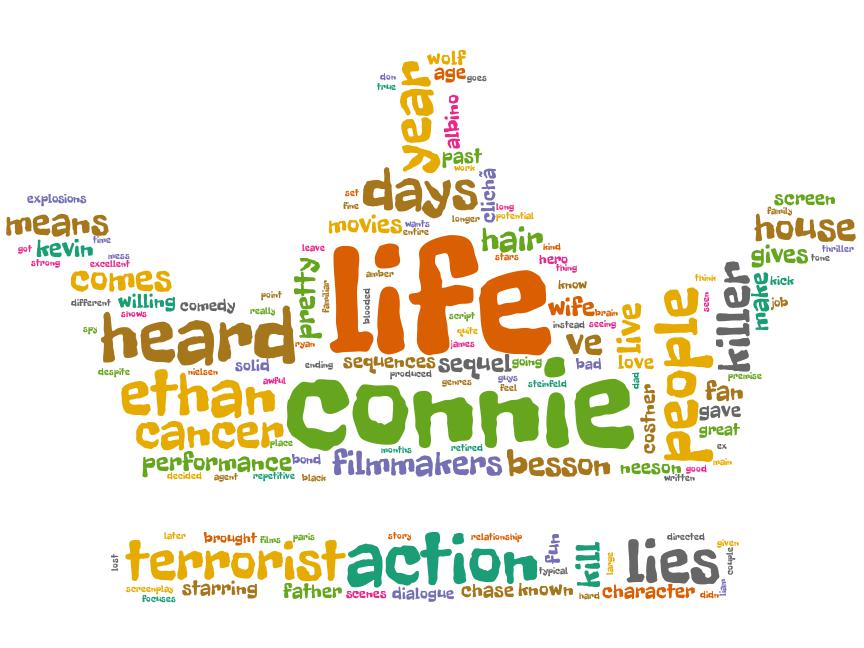 wolf
don
age
goes
true
year
albino
past
work
explosions
set
days
clichã
screen
fine
long
family
means
movies
wants
longer
potential
house
time
entire
hair
kind
thriller
got
kevin
mess
leave
stars
hero
gives
tone
strong
excellent
thing
comes
amber
life
know
think
kick
different
willing
comedy
point
pretty
familiar
blooded
wife
brain
seen
killer
make
job
shows
really
script
instead
seeing
live
people
spy
heard
quite
ve
ryan
james
despite
nielsen
solid
ending
sequences
sequel
going
bad
love
premise
awful
produced
genres
guys
feel
steinfeld
dad
ethan
connie
costner
fan
gave
cancer
place
great
months
retired
ex
performance
bond
filmmakers
besson
neeson
good
main
decided
agent
repetitive
black
written
later
brought
films
paris
story
relationship
fun
directed
given
lost
terrorist
action
typical
kill
large
lies
couple
screenplay
starring
father
scenes
dialogue
chase
known
hard
character
didn
liam
focuses